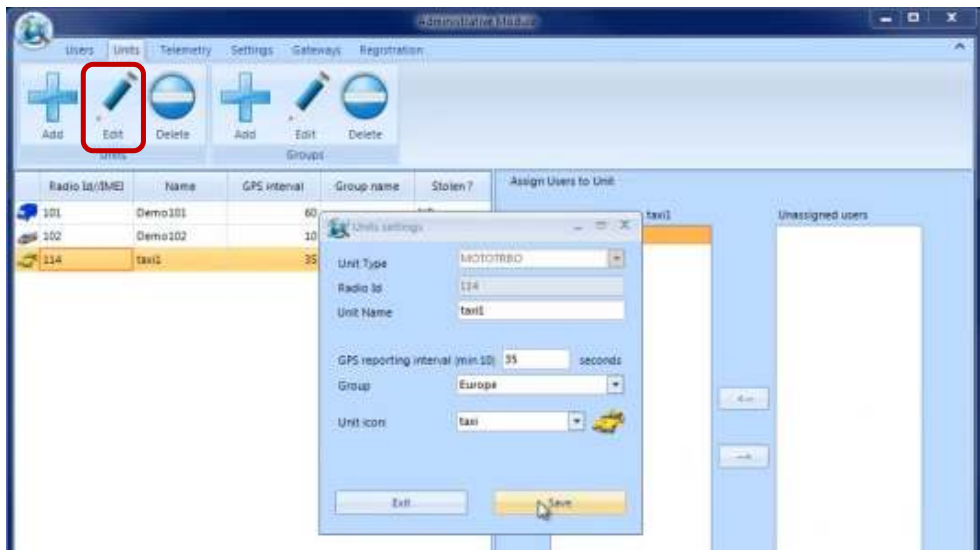 Administrative Module
Users Units Telemetry Settings Gateways Registration
Add Edit Delete Add Edit Delete
Units Groups
Radio Id/IMEI Name GPS interval Group name Stolen? Assign Users to Unit
taxi1 Unassigned users
101 Demo101 60
102 Demo102 10
114 taxi1 35
Units settings
Unit Type MOTOTRBO
Radio Id 114
Unit Name taxi1
GPS reporting interval (min 10) 35 seconds
Group Europe
Unit icon taxi
<--
-->
Exit Save